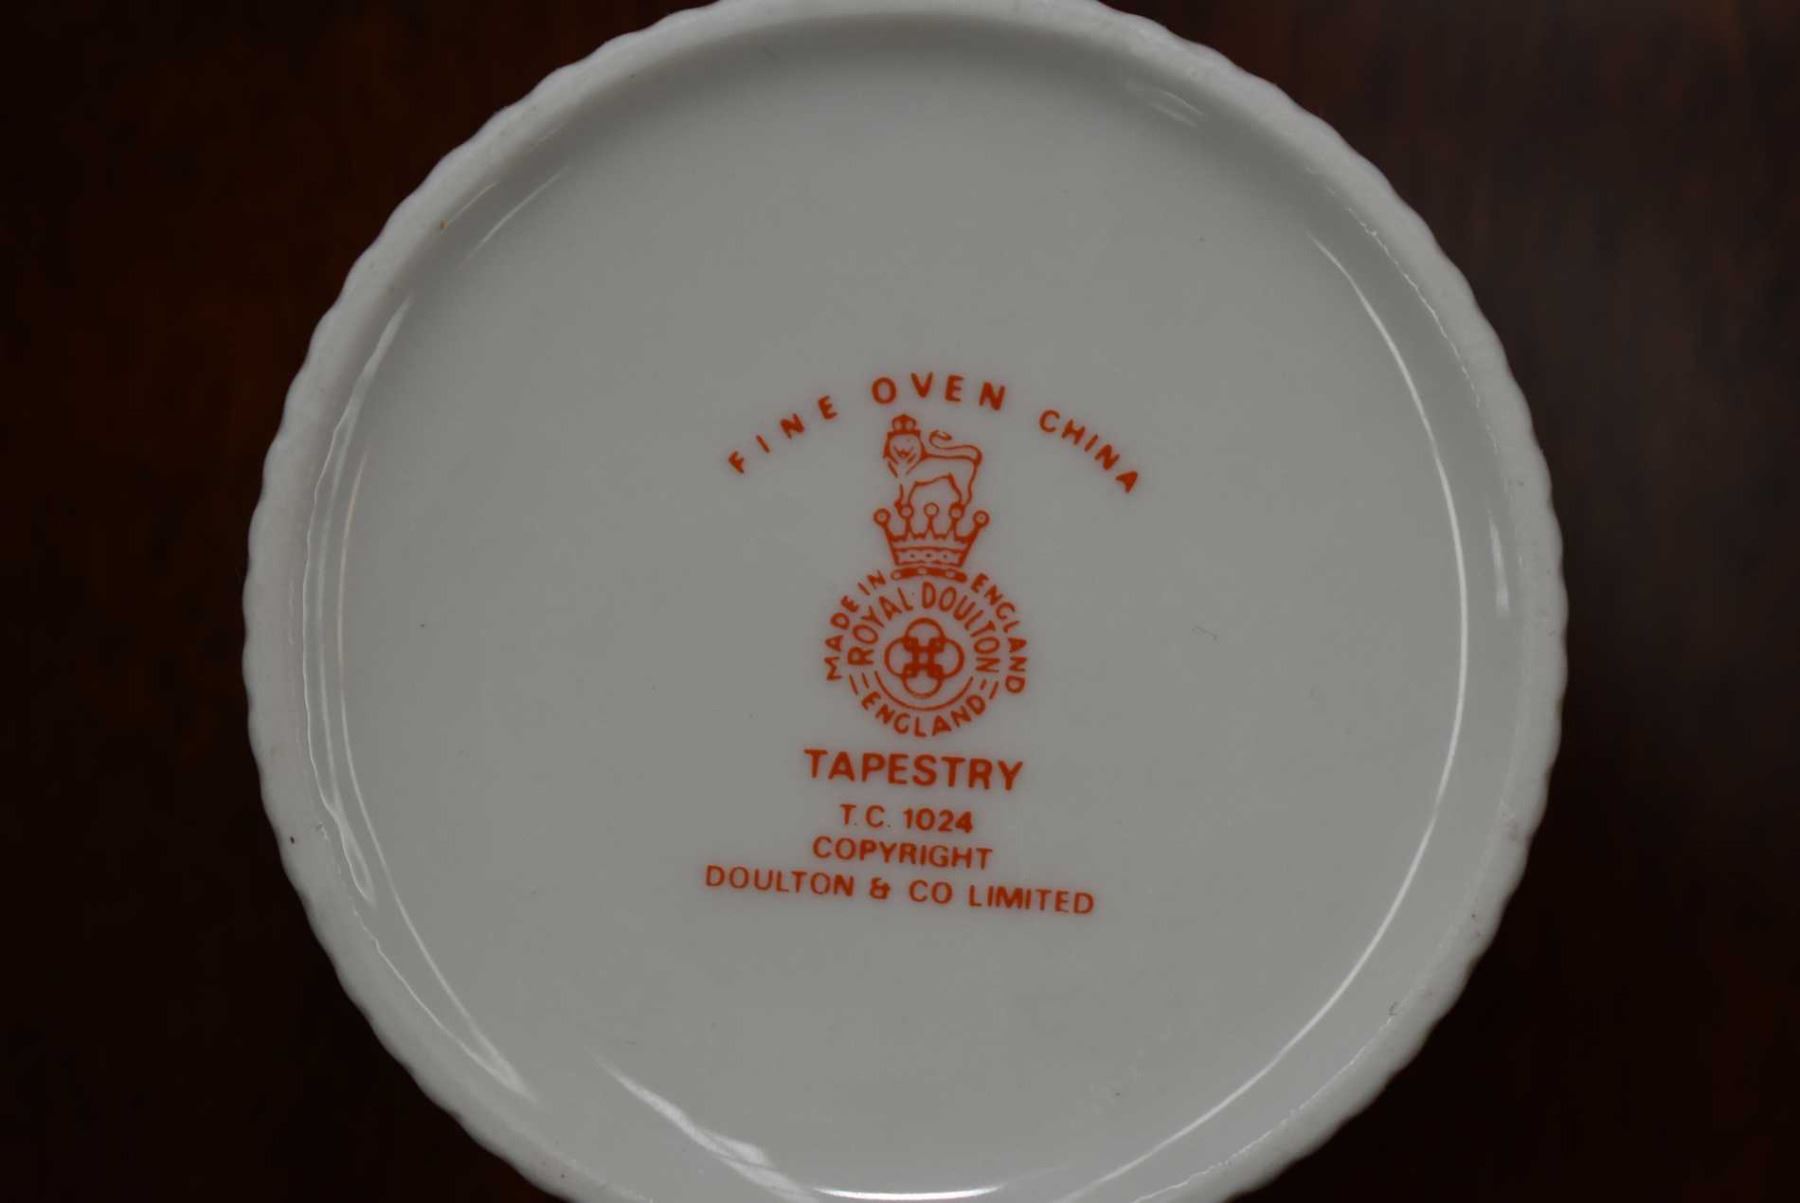 FINE OVEN CHINA
MADE IN ENGLAND
ROYAL DOULTON
ENGLAND
TAPESTRY
T.C. 1024
COPYRIGHT
DOULTON & CO LIMITED